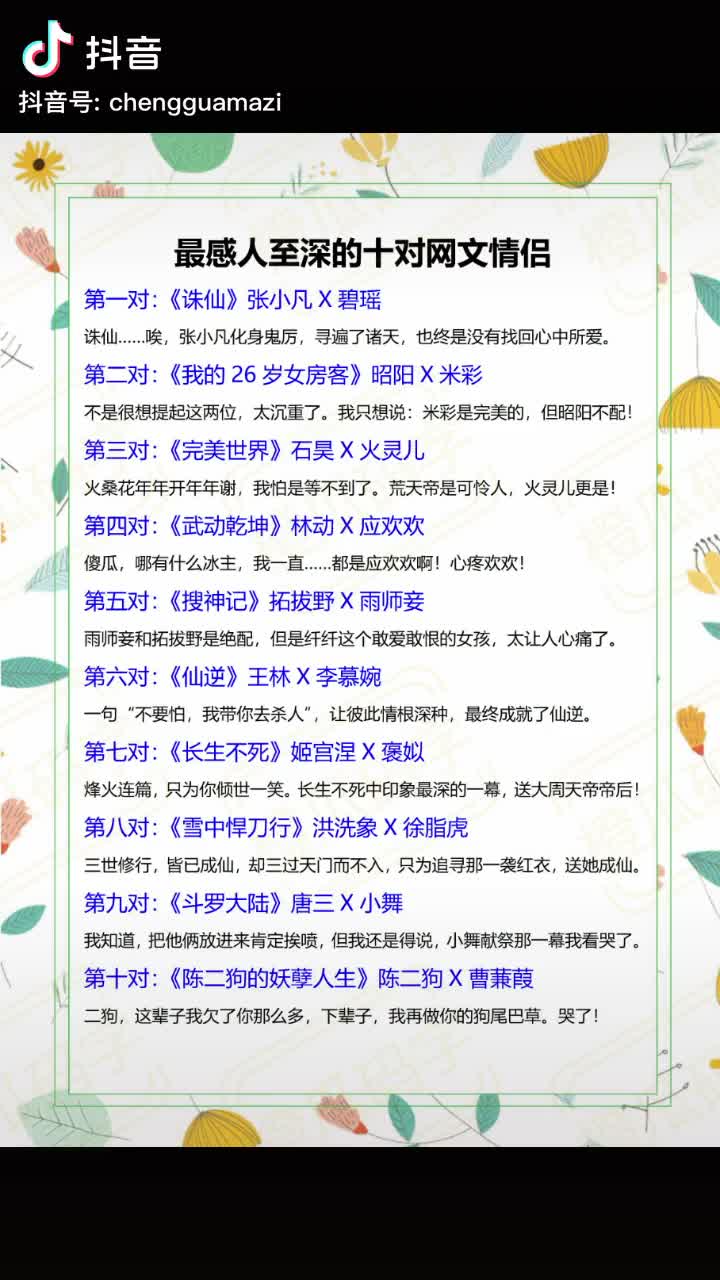 抖音
抖音号: chengguamazi
最感人至深的十对网文情侣
第一对：《诛仙》张小凡 X 碧瑶
诛仙……唉，张小凡化身鬼厉，寻遍了诸天，也终是没有找回心中所爱。
第二对：《我的 26 岁女房客》昭阳 X 米彩
不是很想提起这两位，太沉重了。我只想说：米彩是完美的，但昭阳不配！
第三对：《完美世界》石昊 X 火灵儿
火桑花年年开年年谢，我怕是等不到了。荒天帝是可怜人，火灵儿更是！
第四对：《武动乾坤》林动 X 应欢欢
傻瓜，哪有什么冰主，我一直……都是应欢欢啊！心疼欢欢！
第五对：《搜神记》拓拔野 X 雨师妾
雨师妾和拓拔野是绝配，但是纤纤这个敢爱敢恨的女孩，太让人心痛了。
第六对：《仙逆》王林 X 李慕婉
一句“不要怕，我带你去杀人”，让彼此情根深种，最终成就了仙逆。
第七对：《长生不死》姬宫涅 X 褒姒
烽火连篇，只为你倾世一笑。长生不死中印象最深的一幕，送大周天帝帝后！
第八对：《雪中悍刀行》洪洗象 X 徐脂虎
三世修行，皆已成仙，却三过天门而不入，只为追寻那一袭红衣，送她成仙。
第九对：《斗罗大陆》唐三 X 小舞
我知道，把他俩放进来肯定挨喷，但我还是得说，小舞献祭那一幕我看哭了。
第十对：《陈二狗的妖孽人生》陈二狗 X 曹蒹葭
二狗，这辈子我欠了你那么多，下辈子，我再做你的狗尾巴草。哭了！